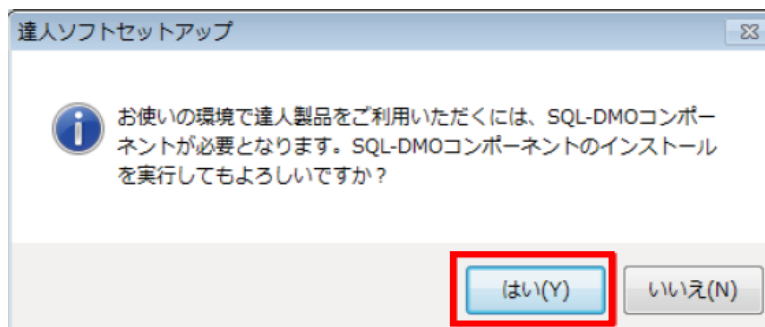 達人ソフトセットアップ
お使いの環境で達人製品をご利用いただくには、SQL-DMOコンポー
ネントが必要となります。SQL-DMOコンポーネントのインストール
を実行してもよろしいですか？
はい(Y)
いいえ(N)